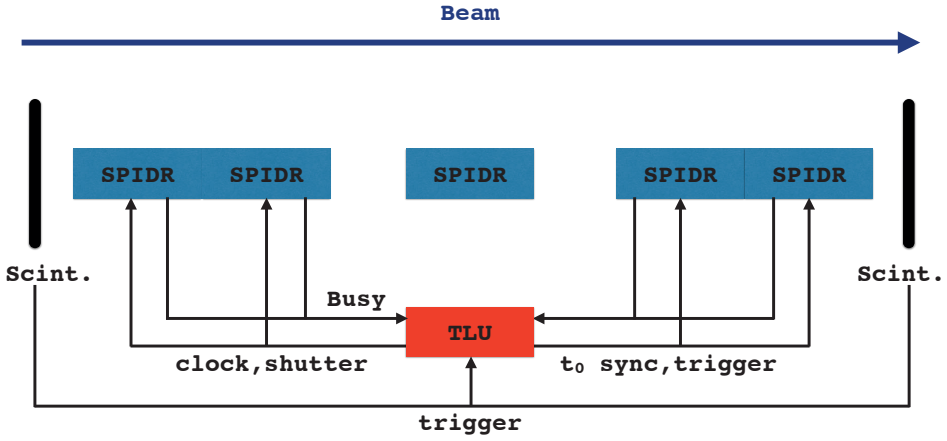 Beam
SPIDR SPIDR SPIDR SPIDR SPIDR
Scint. Scint.
Busy
TLU
clock,shutter t₀ sync,trigger
trigger